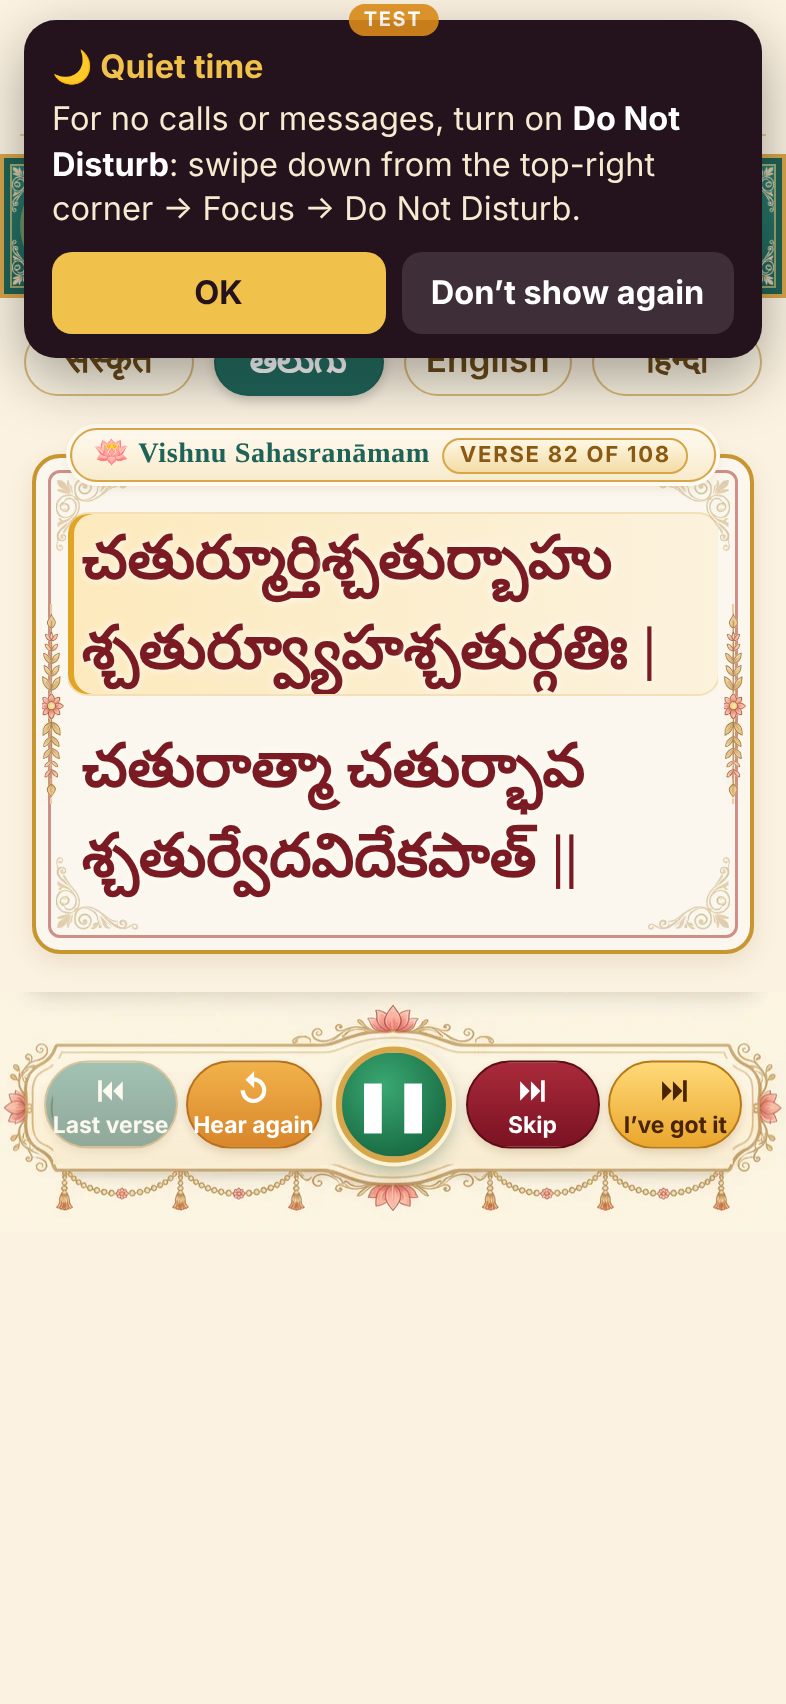 TEST
🌙 Quiet time
For no calls or messages, turn on Do Not
Disturb: swipe down from the top-right
corner → Focus → Do Not Disturb.
OK
Don’t show again
संस्कृत
తెలుగు
English
हिन्दी
🪷 Vishnu Sahasranāmam
VERSE 82 OF 108
చతుర్మూర్తిశ్చతుర్బాహు
శ్చతుర్వ్యూహశ్చతుర్గతిః |
చతురాత్మా చతుర్భావ
శ్చతుర్వేదవిదేకపాత్ ||
Last verse
Hear again
Skip
I’ve got it